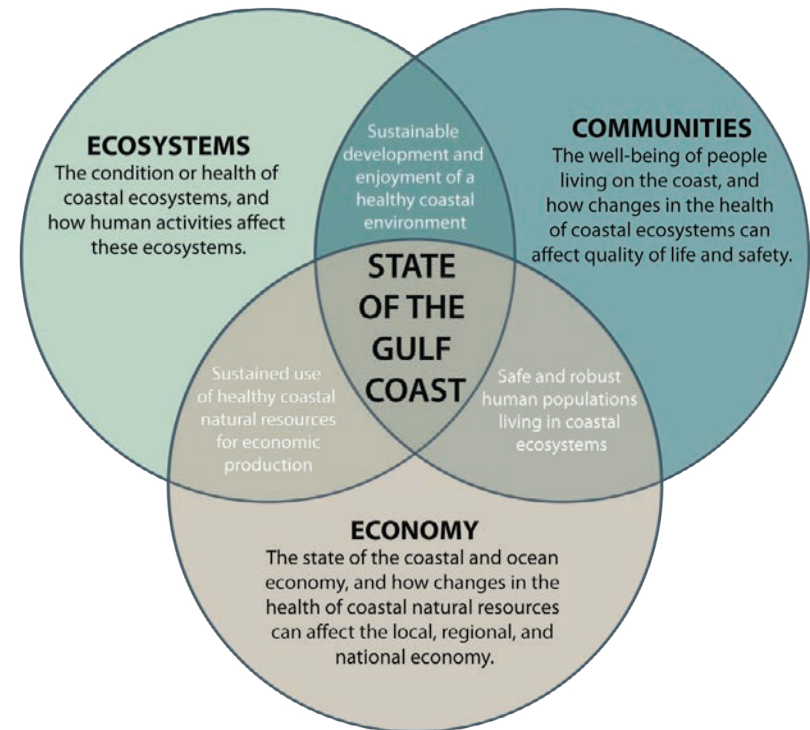 ECOSYSTEMS
The condition or health of
coastal ecosystems, and
how human activities affect
these ecosystems.
Sustainable
development and
enjoyment of a
healthy coastal
environment
COMMUNITIES
The well-being of people
living on the coast, and
how changes in the health
of coastal ecosystems can
affect quality of life and safety.
STATE
OF THE
GULF
COAST
Sustained use
of healthy coastal
natural resources
for economic
production
Safe and robust
human populations
living in coastal
ecosystems
ECONOMY
The state of the coastal and ocean
economy, and how changes in the
health of coastal natural resources
can affect the local, regional, and
national economy.